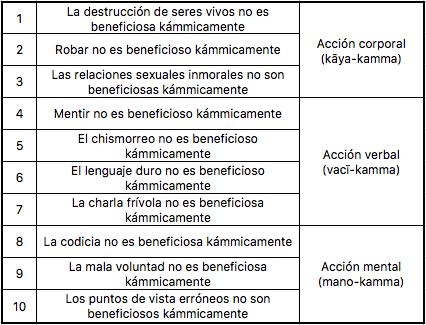 1
La destrucción de seres vivos no es
beneficiosa kámmicamente
2
Robar no es beneficioso kámmicamente
3
Las relaciones sexuales inmorales no son
beneficiosas kámmicamente
Acción corporal
(kāya-kamma)
4
Mentir no es beneficioso kámmicamente
5
El chismorreo no es beneficioso
kámmicamente
6
El lenguaje duro no es beneficioso
kámmicamente
7
La charla frívola no es beneficiosa
kámmicamente
Acción verbal
(vacī-kamma)
8
La codicia no es beneficiosa kámmicamente
9
La mala voluntad no es beneficiosa
kámmicamente
10
Los puntos de vista erróneos no son
beneficiosos kámmicamente
Acción mental
(mano-kamma)